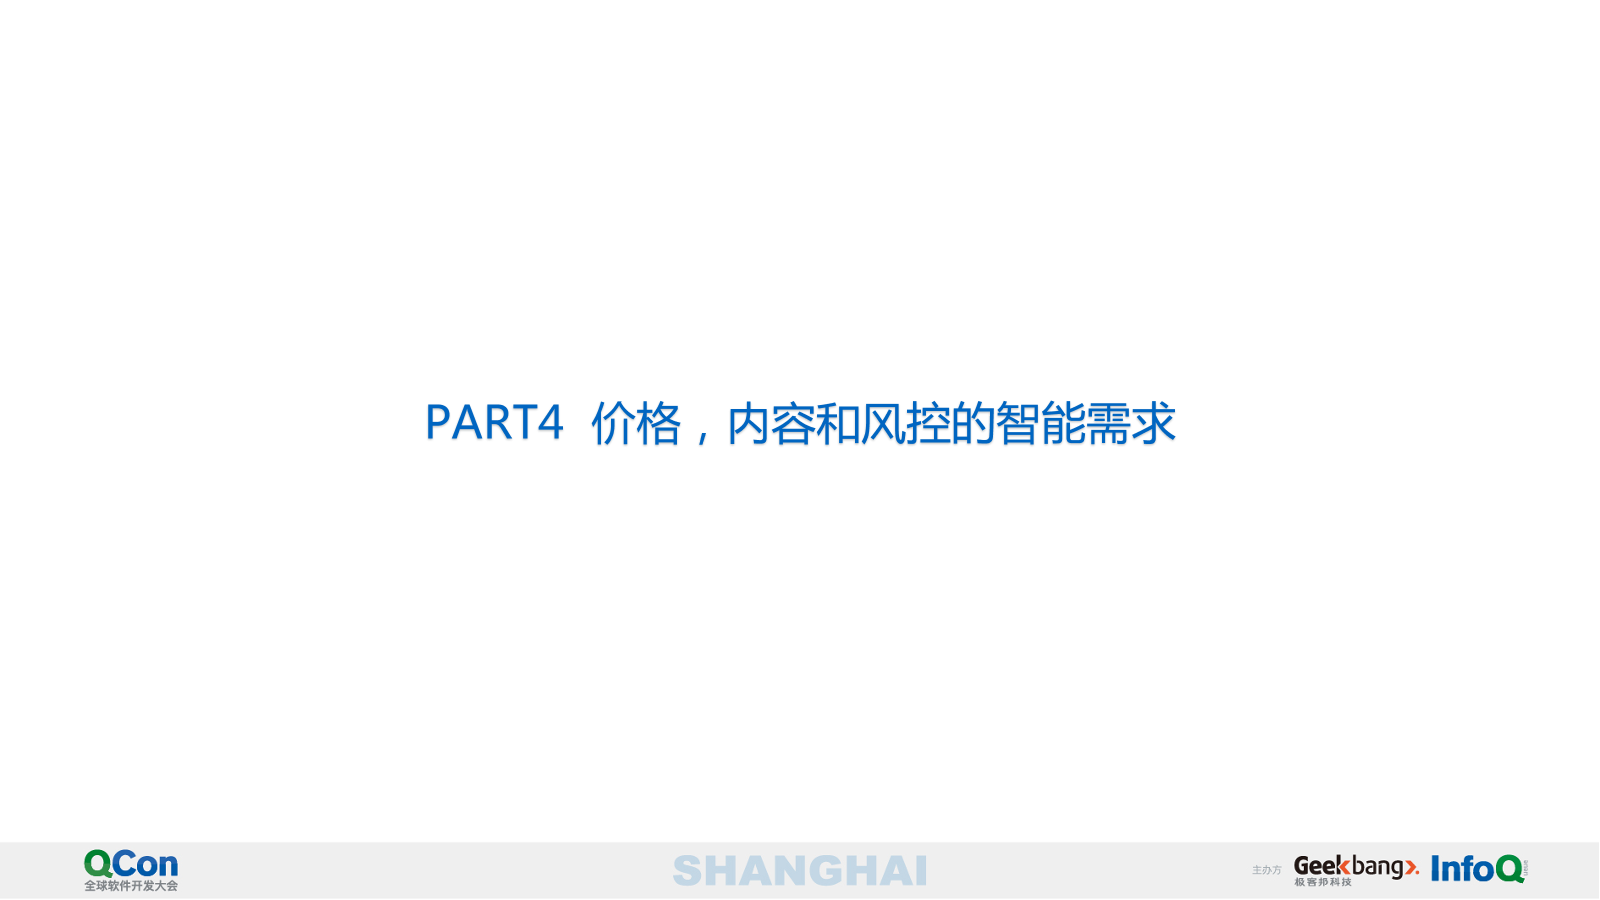 PART4 价格，内容和风控的智能需求
QCon
全球软件开发大会
SHANGHAI
主办方
Geekbang
极客邦科技
InfoQ